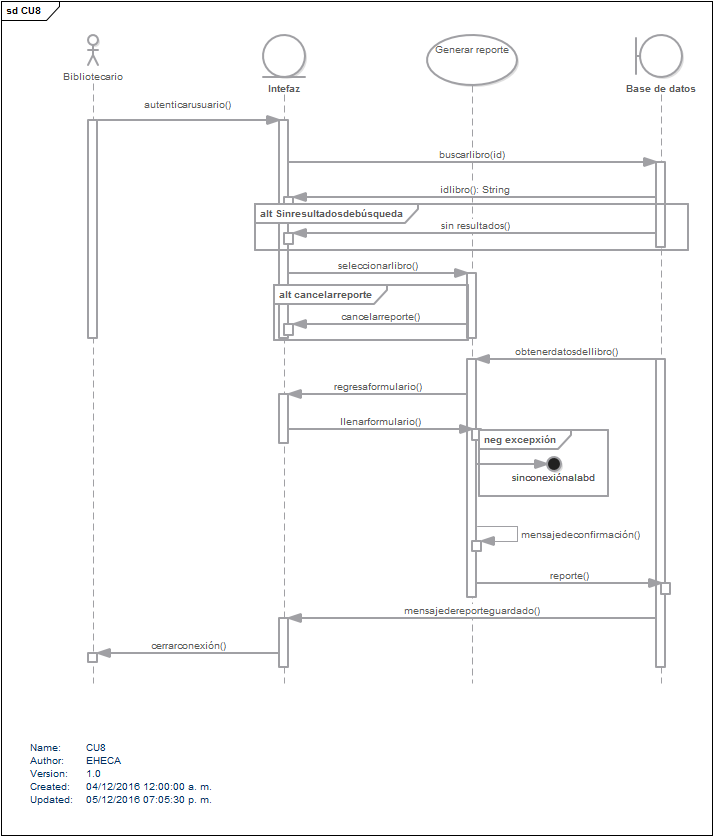 sd CU8
Bibliotecario
Intefaz
Generar reporte
Base de datos
autenticarusuario()
buscarlibro(id)
idlibro(): String
alt Sinresultadosdebúsqueda
sin resultados()
seleccionarlibro()
alt cancelarreporte
cancelarreporte()
obtenerdatosdellibro()
regresaformulario()
llenarformulario()
neg excepxión
sinconexiónalabd
mensajedeconfirmación()
reporte()
mensajedereporteguardado()
cerrarconexión()
Name: CU8
Author: EHECA
Version: 1.0
Created: 04/12/2016 12:00:00 a. m.
Updated: 05/12/2016 07:05:30 p. m.